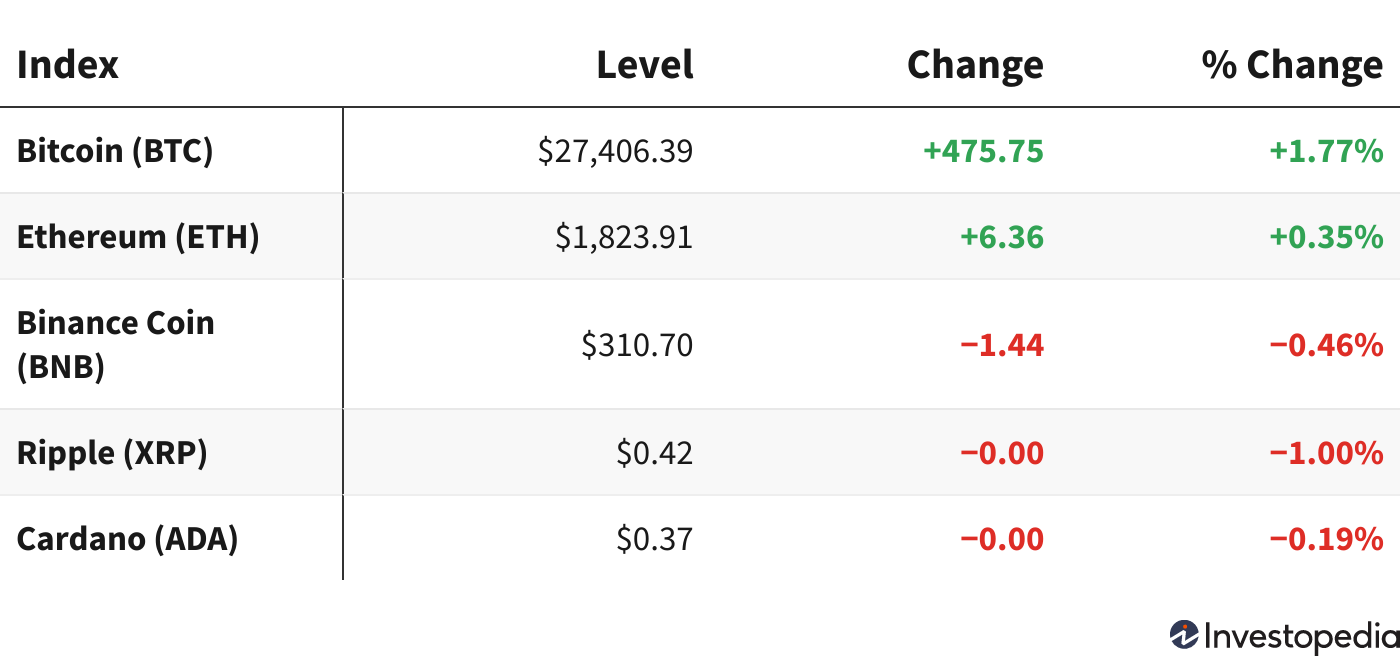 Index Level Change % Change
Bitcoin (BTC) $27,406.39 +475.75 +1.77%
Ethereum (ETH) $1,823.91 +6.36 +0.35%
Binance Coin
(BNB) $310.70 −1.44 −0.46%
Ripple (XRP) $0.42 −0.00 −1.00%
Cardano (ADA) $0.37 −0.00 −0.19%
Investopedia